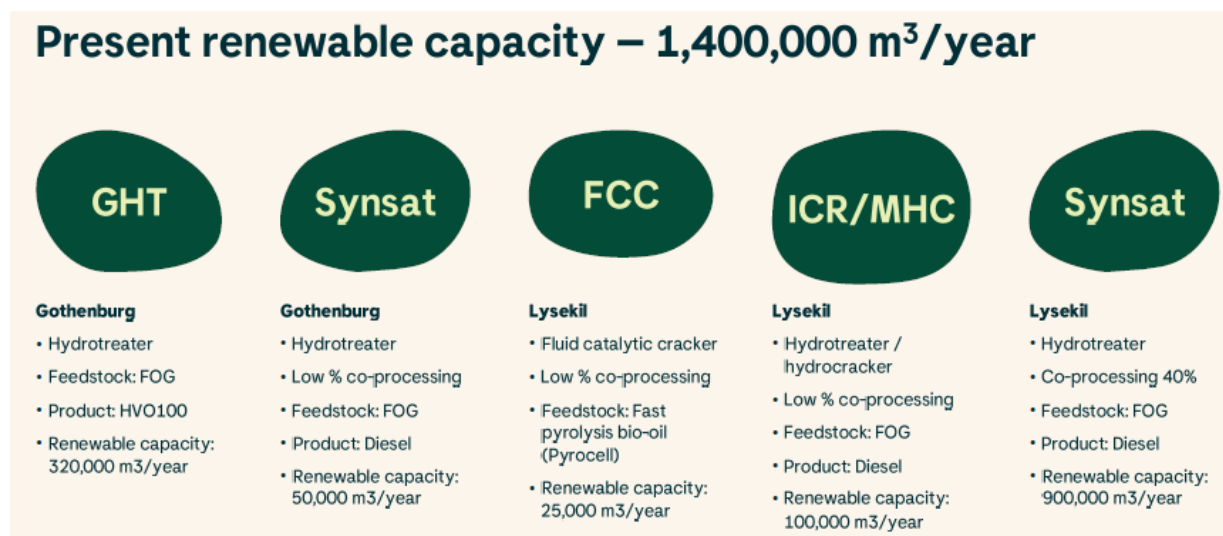 Present renewable capacity – 1,400,000 m³/year
GHT
Gothenburg
• Hydrotreater
• Feedstock: FOG
• Product: HVO100
• Renewable capacity:
320,000 m3/year
Synsat
Gothenburg
• Hydrotreater
• Low % co-processing
• Feedstock: FOG
• Product: Diesel
• Renewable capacity:
50,000 m3/year
FCC
Lysekil
• Fluid catalytic cracker
• Low % co-processing
• Feedstock: Fast
pyrolysis bio-oil
(Pyrocell)
• Renewable capacity:
25,000 m3/year
ICR/MHC
Lysekil
• Hydrotreater /
hydrocracker
• Low % co-processing
• Feedstock: FOG
• Product: Diesel
• Renewable capacity:
100,000 m3/year
Synsat
Lysekil
• Hydrotreater
• Co-processing 40%
• Feedstock: FOG
• Product: Diesel
• Renewable capacity:
900,000 m3/year